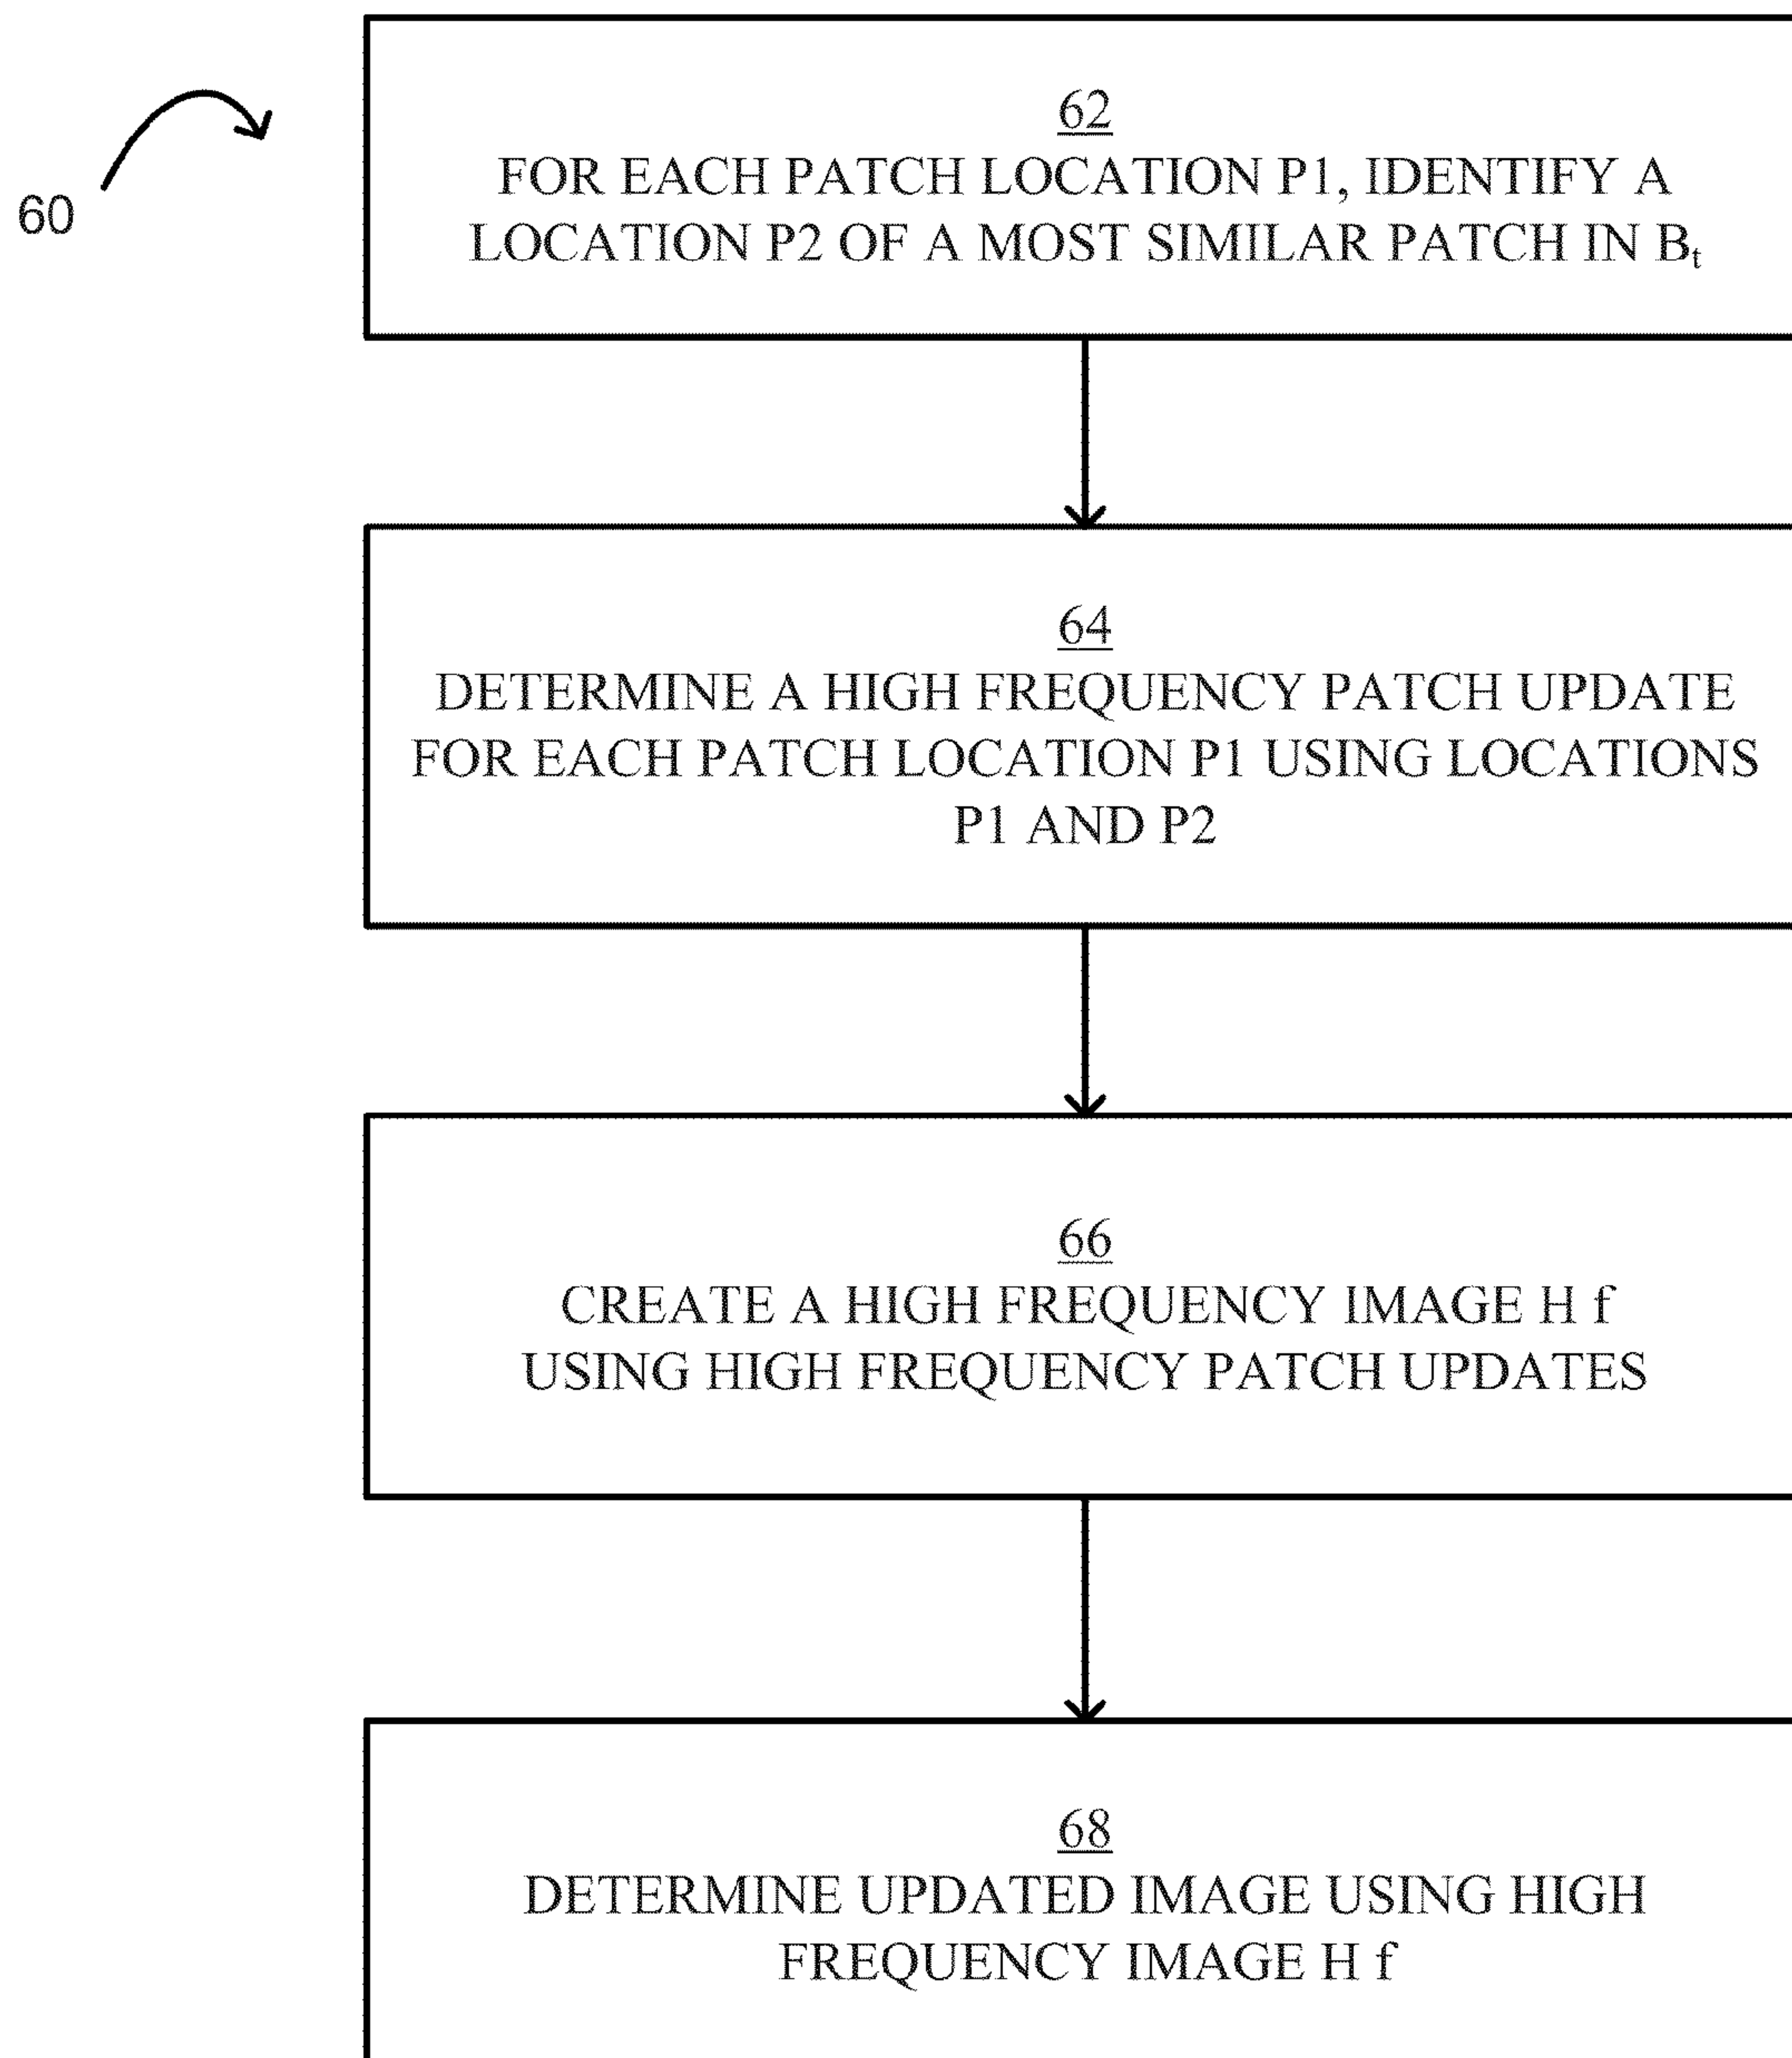 60
62
FOR EACH PATCH LOCATION P1, IDENTIFY A
LOCATION P2 OF A MOST SIMILAR PATCH IN Bt
64
DETERMINE A HIGH FREQUENCY PATCH UPDATE
FOR EACH PATCH LOCATION P1 USING LOCATIONS
P1 AND P2
66
CREATE A HIGH FREQUENCY IMAGE H f
USING HIGH FREQUENCY PATCH UPDATES
68
DETERMINE UPDATED IMAGE USING HIGH
FREQUENCY IMAGE H f